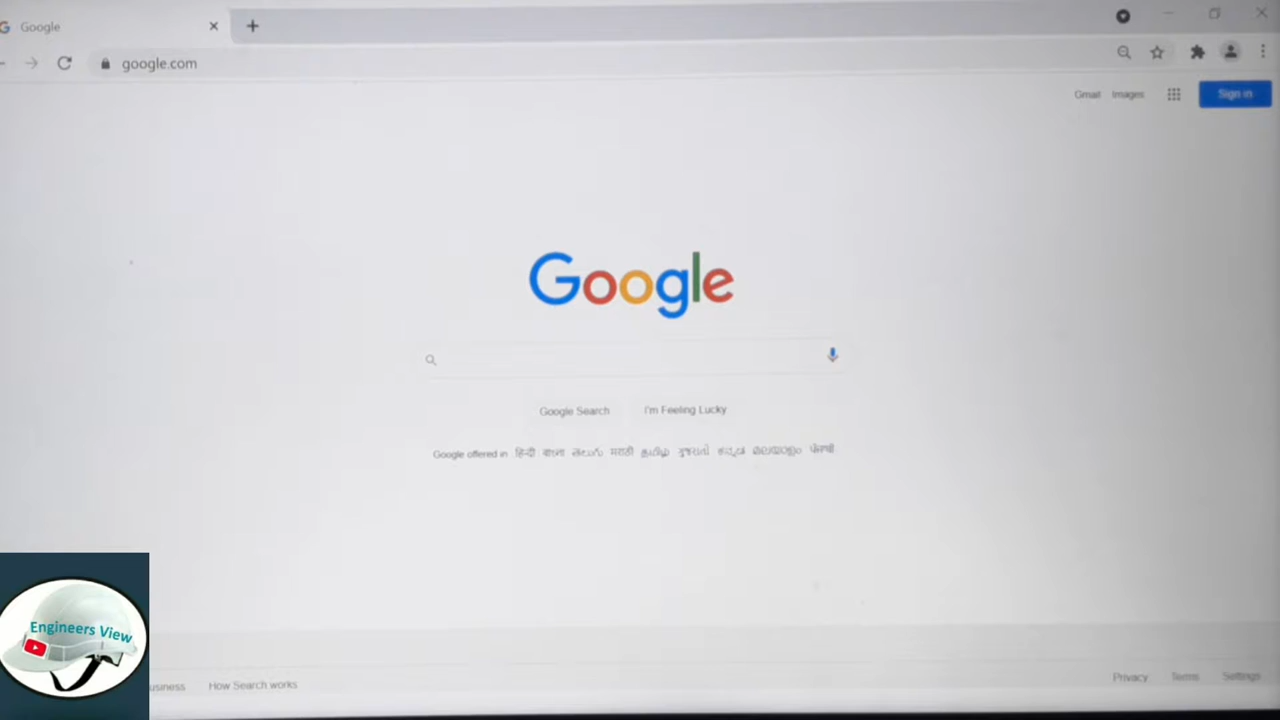 Google
google.com
Gmail Images Sign in
Google
Google Search I'm Feeling Lucky
Google offered in हिन्दी বাংলা తెలుగు मराठी தமிழ் ગુજરાતી ಕನ್ನಡ മലയാളം ਪੰਜਾਬੀ
Engineers View
usiness How Search works
Privacy Terms Settings